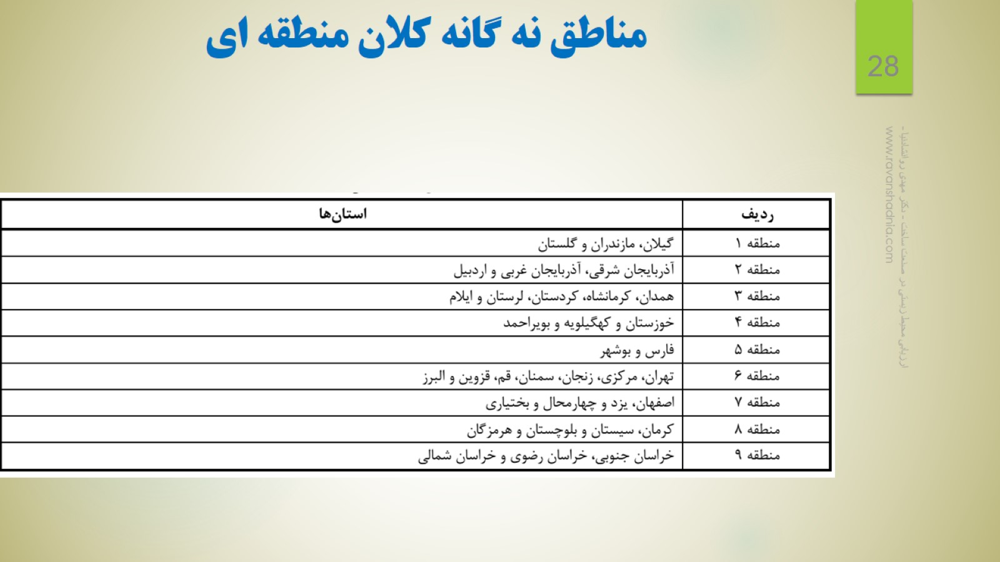 مناطق نه گانه کلان منطقه ای
28
ارزیابی محیط زیستی در صنعت ساخت - دکتر مهدی روانشادنیا -
www.ravanshadnia.com
ردیف استان‌ها
منطقه ۱ گیلان، مازندران و گلستان
منطقه ۲ آذربایجان شرقی، آذربایجان غربی و اردبیل
منطقه ۳ همدان، کرمانشاه، کردستان، لرستان و ایلام
منطقه ۴ خوزستان و کهگیلویه و بویراحمد
منطقه ۵ فارس و بوشهر
منطقه ۶ تهران، مرکزی، زنجان، سمنان، قم، قزوین و البرز
منطقه ۷ اصفهان، یزد و چهارمحال و بختیاری
منطقه ۸ کرمان، سیستان و بلوچستان و هرمزگان
منطقه ۹ خراسان جنوبی، خراسان رضوی و خراسان شمالی